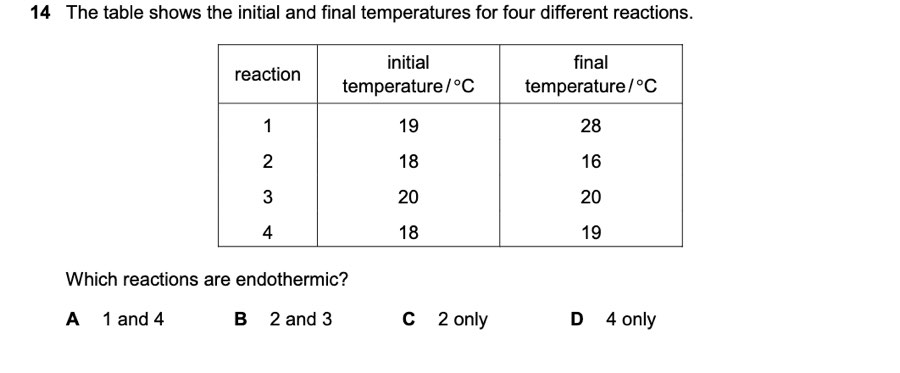 14 The table shows the initial and final temperatures for four different reactions.
reaction initial temperature/°C final temperature/°C
1 19 28
2 18 16
3 20 20
4 18 19
Which reactions are endothermic?
A 1 and 4 B 2 and 3 C 2 only D 4 only